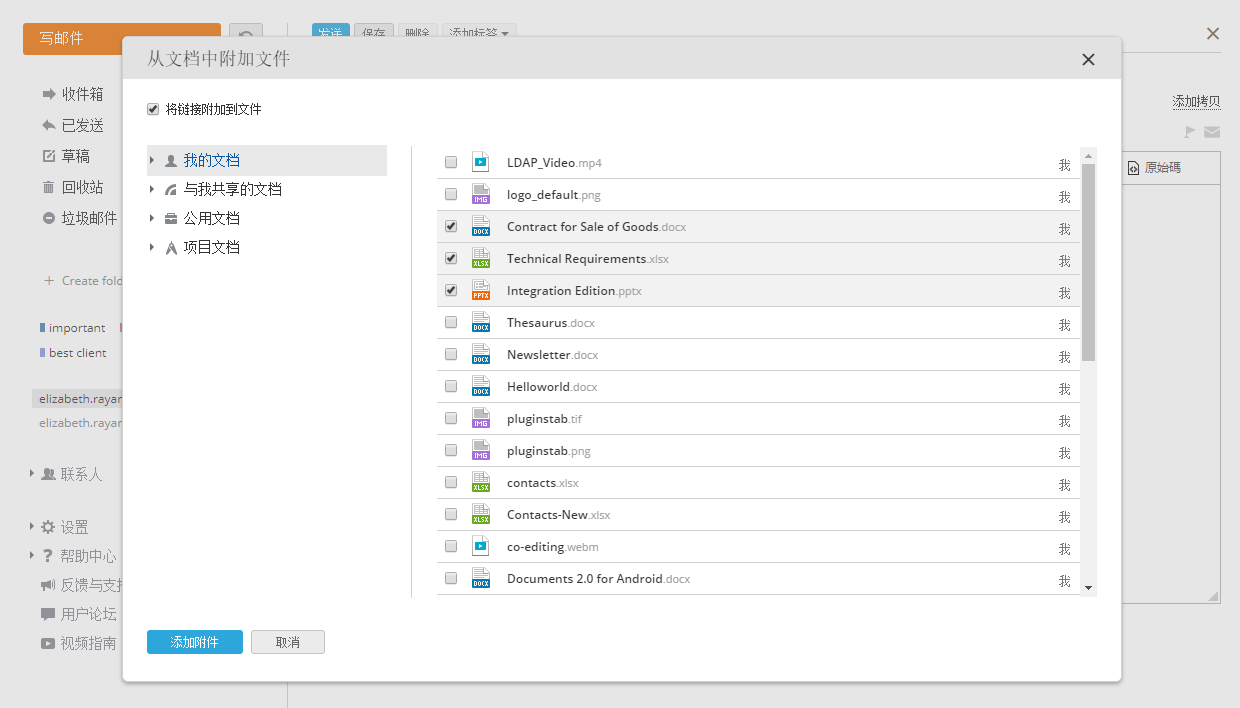 写邮件
发送 保存 删除 添加标签
从文档中附加文件
收件箱
已发送
草稿
回收站
垃圾邮件
Create fold
important
best client
elizabeth.rayan
elizabeth.rayan
联系人
设置
帮助中心
反馈与支持
用户论坛
视频指南
将链接附加到文件
我的文档
与我共享的文档
公用文档
项目文档
LDAP_Video.mp4 我
logo_default.png 我
Contract for Sale of Goods.docx 我
Technical Requirements.xlsx 我
Integration Edition.pptx 我
Thesaurus.docx 我
Newsletter.docx 我
Helloworld.docx 我
pluginstab.tif 我
pluginstab.png 我
contacts.xlsx 我
Contacts-New.xlsx 我
co-editing.webm 我
Documents 2.0 for Android.docx 我
添加附件 取消
添加拷贝
原始碼